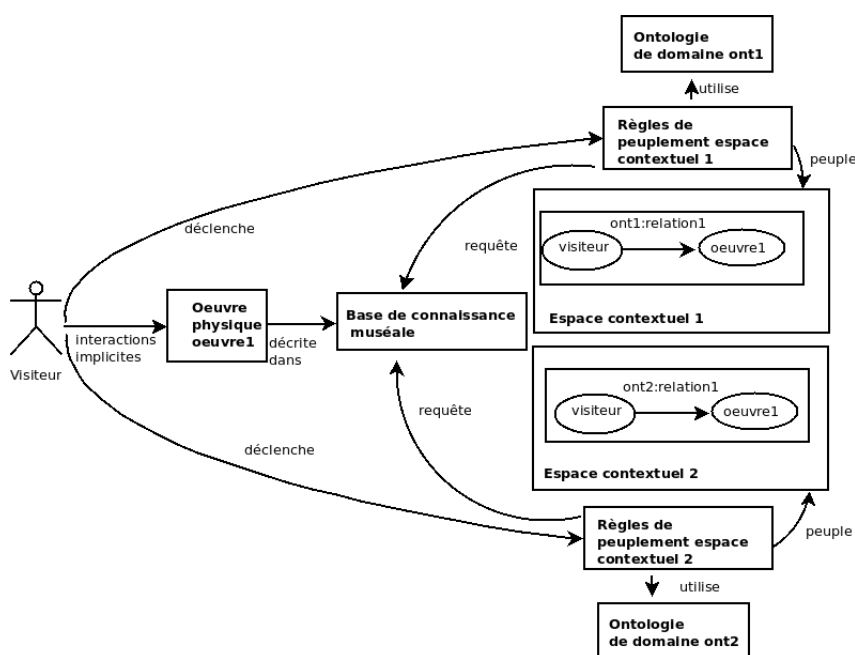 Ontologie
de domaine ont1
utilise
Règles de
peuplement espace
contextuel 1
peuple
déclenche
requête
ont1:relation1
visiteur
oeuvre1
Espace contextuel 1
Visiteur
interactions
implicites
Oeuvre
physique
oeuvre1
décrite
dans
Base de connaissance
muséale
ont2:relation1
visiteur
oeuvre1
Espace contextuel 2
requête
déclenche
Règles de
peuplement espace
contextuel 2
peuple
utilise
Ontologie
de domaine ont2